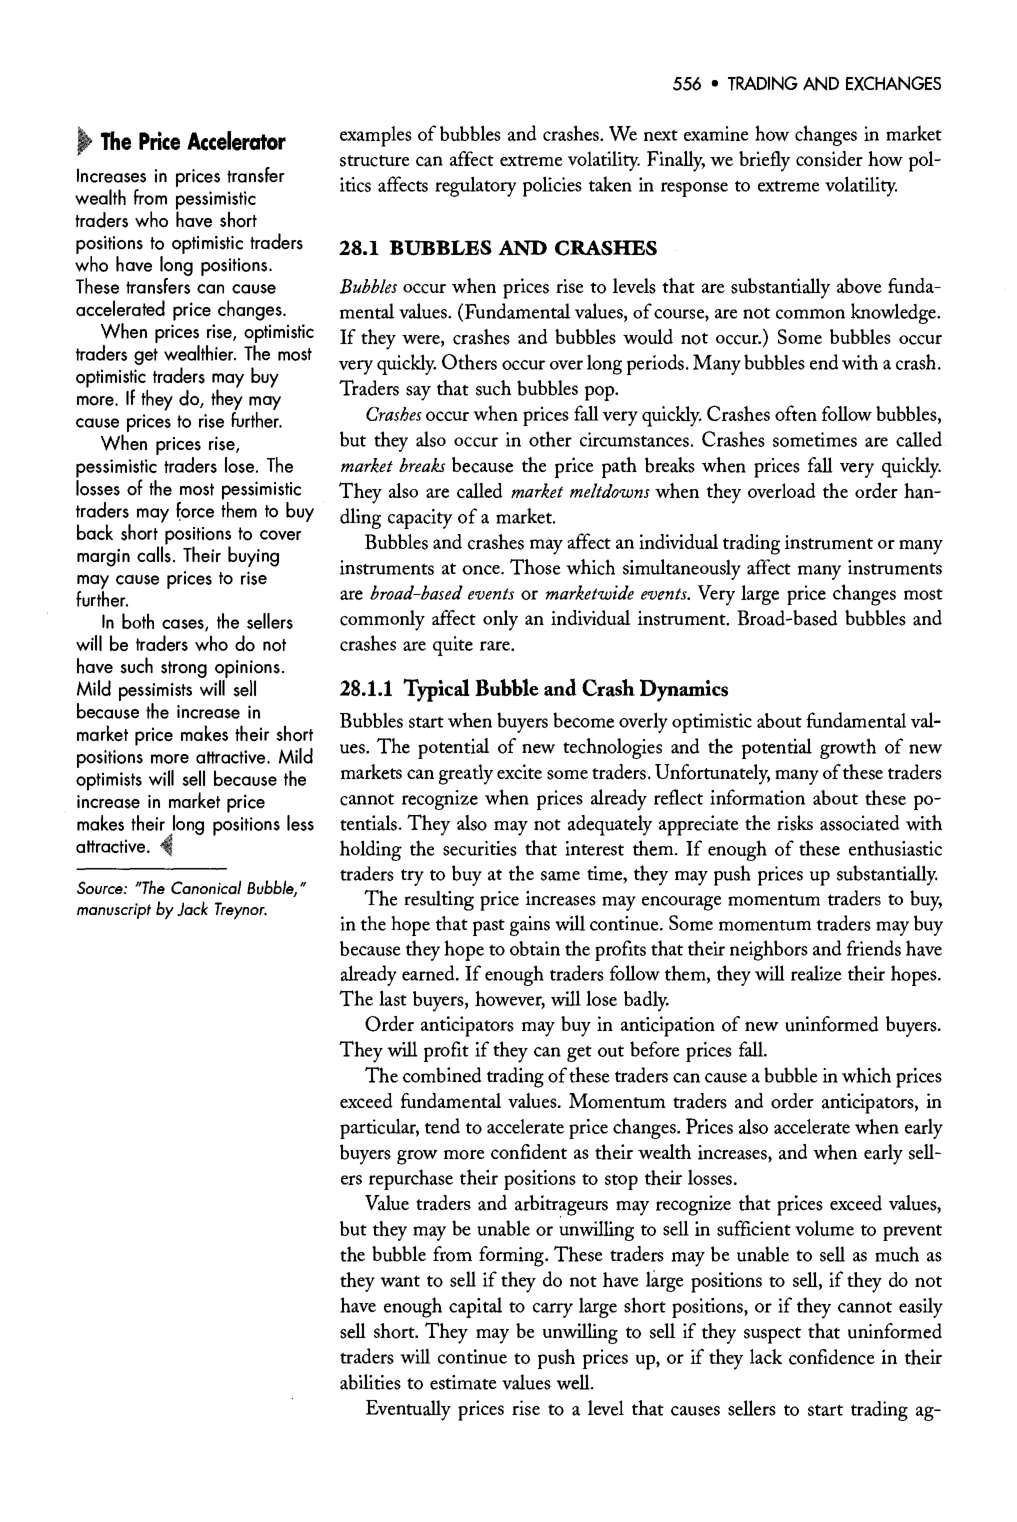 556 • TRADING AND EXCHANGES
The Price Accelerator
Increases in prices transfer
wealth from pessimistic
traders who have short
positions to optimistic traders
who have long positions.
These transfers can cause
accelerated price changes.
When prices rise, optimistic
traders get wealthier. The most
optimistic traders may buy
more. If they do, they may
cause prices to rise further.
When prices rise,
pessimistic traders lose. The
losses of the most pessimistic
traders may force them to buy
back short positions to cover
margin calls. Their buying
may cause prices to rise
further.
In both cases, the sellers
will be traders who do not
have such strong opinions.
Mild pessimists will sell
because the increase in
market price makes their short
positions more attractive. Mild
optimists will sell because the
increase in market price
makes their long positions less
attractive.
Source: "The Canonical Bubble,"
manuscript by Jack Treynor.
examples of bubbles and crashes. We next examine how changes in market
structure can affect extreme volatility. Finally, we briefly consider how pol-
itics affects regulatory policies taken in response to extreme volatility.
28.1 BUBBLES AND CRASHES
Bubbles occur when prices rise to levels that are substantially above funda-
mental values. (Fundamental values, of course, are not common knowledge.
If they were, crashes and bubbles would not occur.) Some bubbles occur
very quickly. Others occur over long periods. Many bubbles end with a crash.
Traders say that such bubbles pop.
Crashes occur when prices fall very quickly. Crashes often follow bubbles,
but they also occur in other circumstances. Crashes sometimes are called
market breaks because the price path breaks when prices fall very quickly.
They also are called market meltdowns when they overload the order han-
dling capacity of a market.
Bubbles and crashes may affect an individual trading instrument or many
instruments at once. Those which simultaneously affect many instruments
are broad-based events or marketwide events. Very large price changes most
commonly affect only an individual instrument. Broad-based bubbles and
crashes are quite rare.
28.1.1 Typical Bubble and Crash Dynamics
Bubbles start when buyers become overly optimistic about fundamental val-
ues. The potential of new technologies and the potential growth of new
markets can greatly excite some traders. Unfortunately, many of these traders
cannot recognize when prices already reflect information about these po-
tentials. They also may not adequately appreciate the risks associated with
holding the securities that interest them. If enough of these enthusiastic
traders try to buy at the same time, they may push prices up substantially.
The resulting price increases may encourage momentum traders to buy,
in the hope that past gains will continue. Some momentum traders may buy
because they hope to obtain the profits that their neighbors and friends have
already earned. If enough traders follow them, they will realize their hopes.
The last buyers, however, will lose badly.
Order anticipators may buy in anticipation of new uninformed buyers.
They will profit if they can get out before prices fall.
The combined trading of these traders can cause a bubble in which prices
exceed fundamental values. Momentum traders and order anticipators, in
particular, tend to accelerate price changes. Prices also accelerate when early
buyers grow more confident as their wealth increases, and when early sell-
ers repurchase their positions to stop their losses.
Value traders and arbitrageurs may recognize that prices exceed values,
but they may be unable or unwilling to sell in sufficient volume to prevent
the bubble from forming. These traders may be unable to sell as much as
they want to sell if they do not have large positions to sell, if they do not
have enough capital to carry large short positions, or if they cannot easily
sell short. They may be unwilling to sell if they suspect that uninformed
traders will continue to push prices up, or if they lack confidence in their
abilities to estimate values well.
Eventually prices rise to a level that causes sellers to start trading ag-